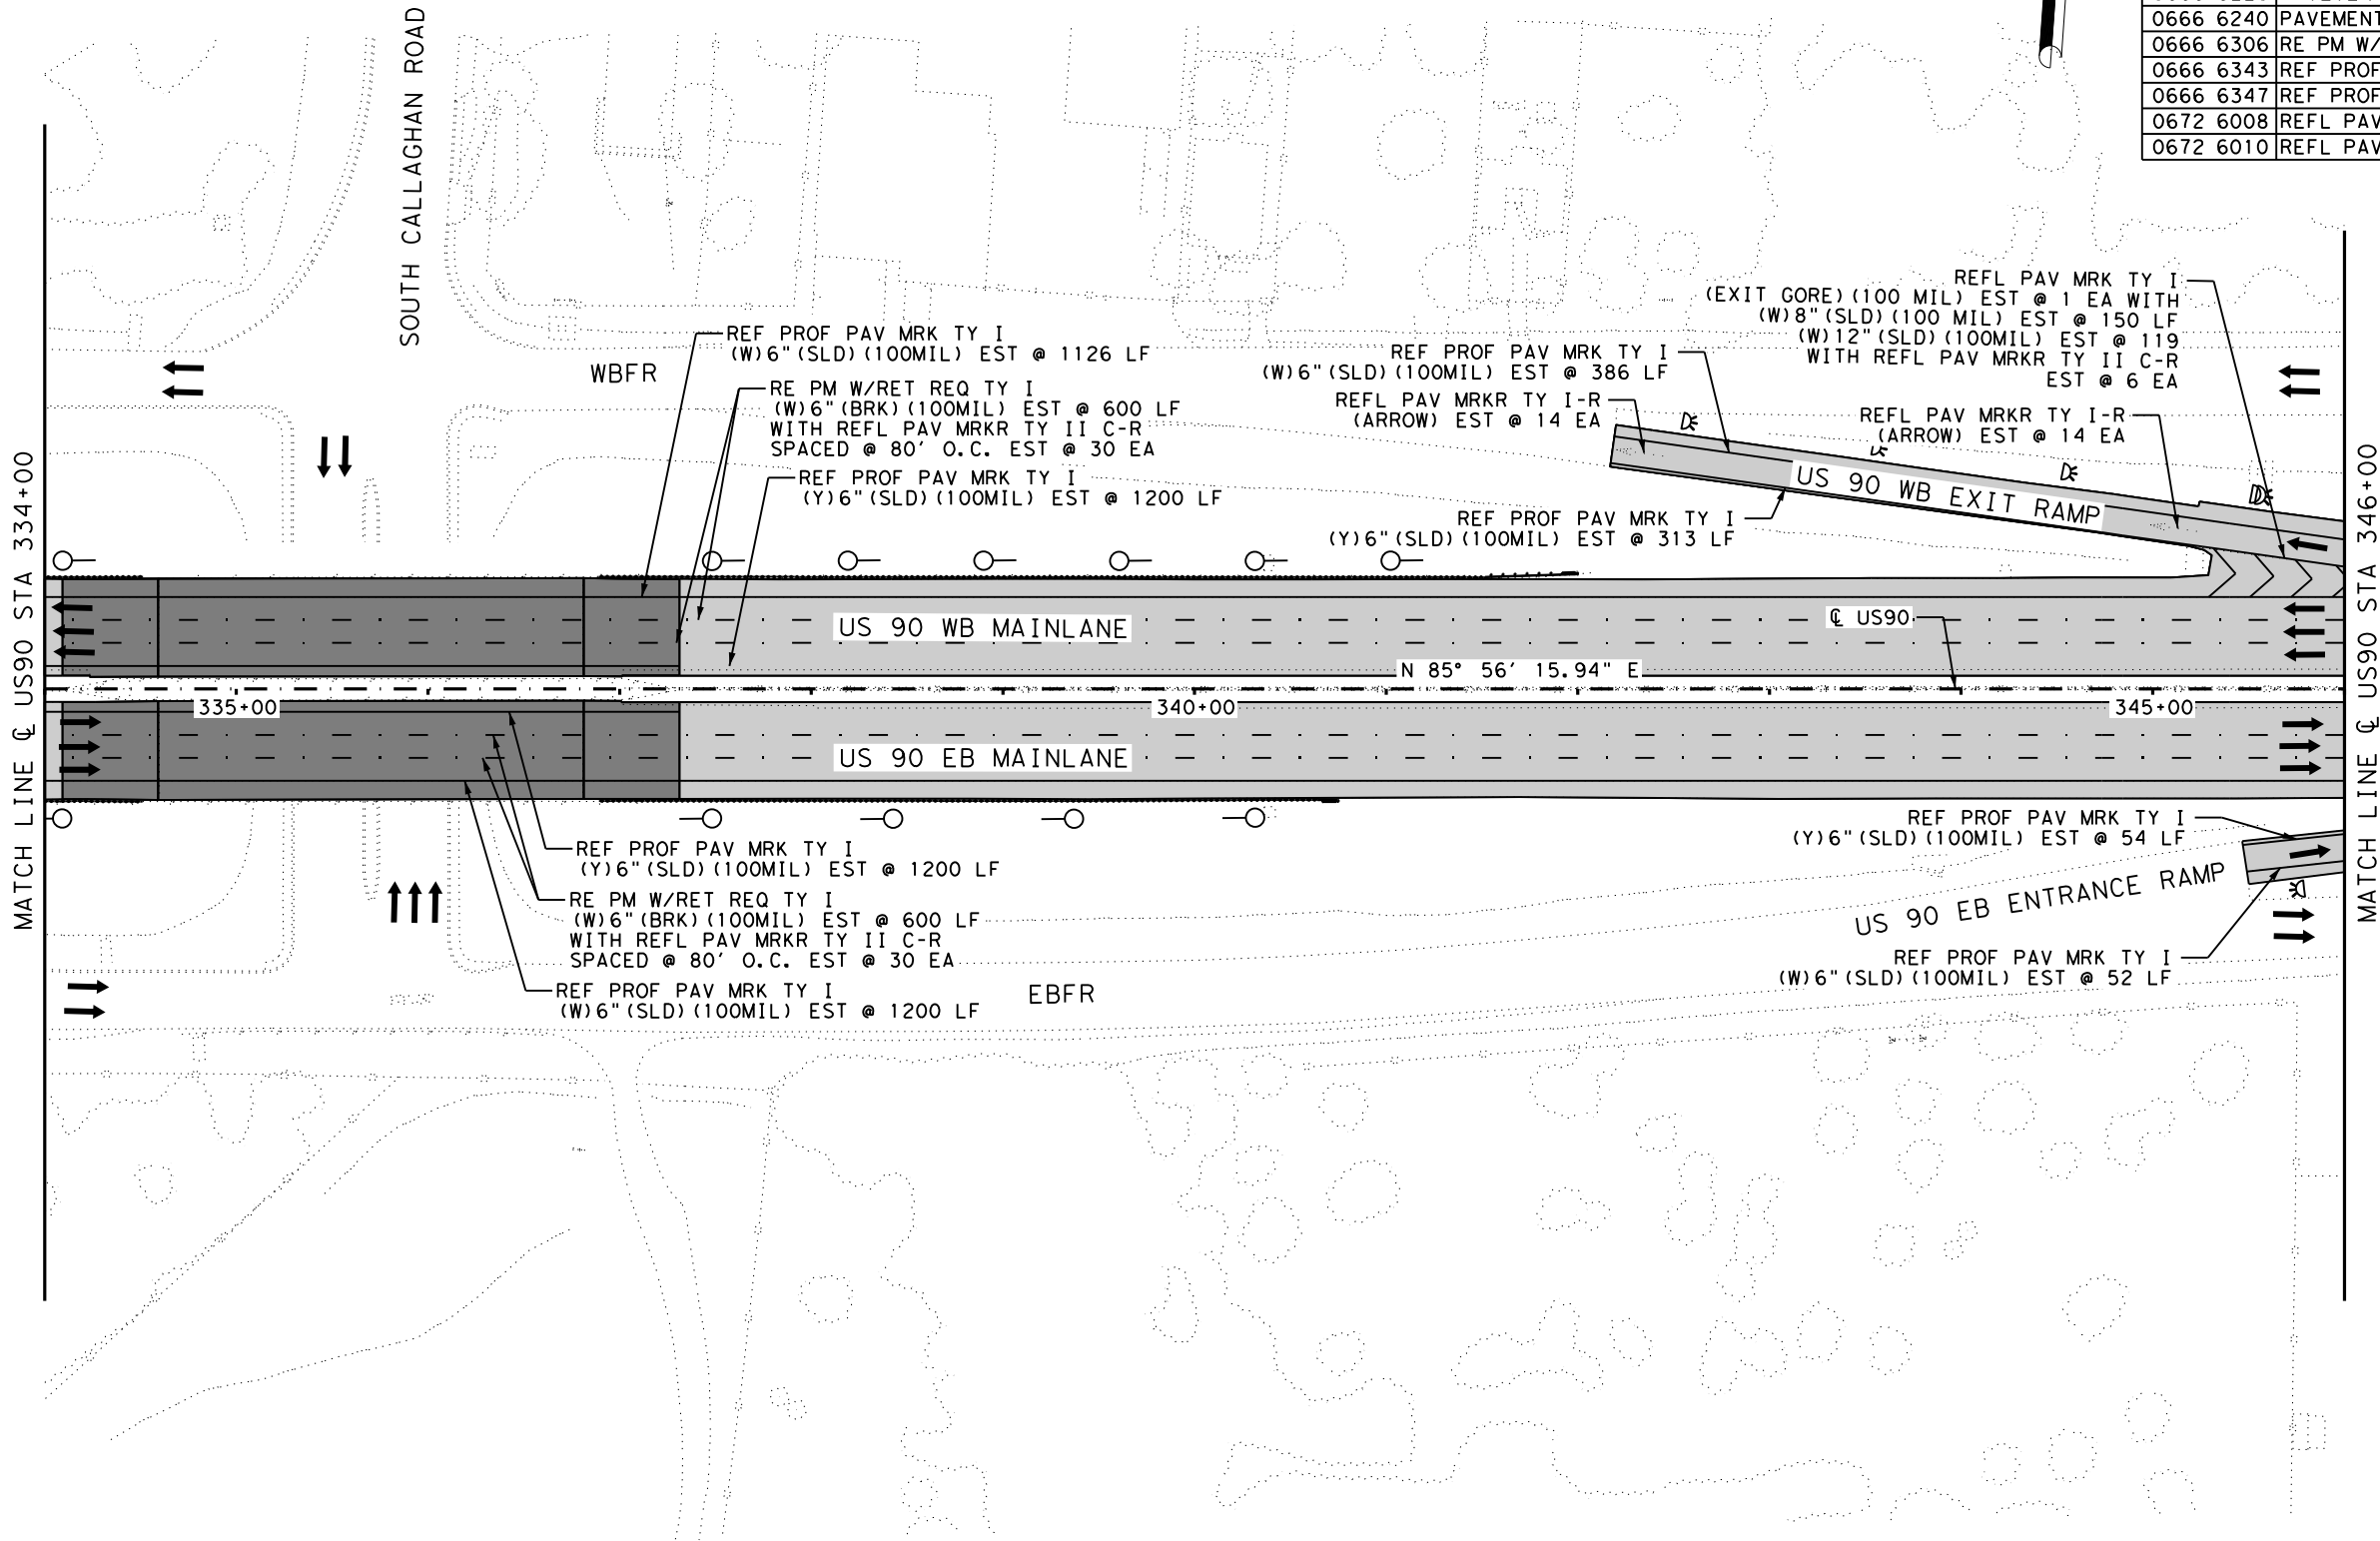 0666 6240 PAVEMENT
0666 6306 RE PM W/
0666 6343 REF PROF
0666 6347 REF PROF
0672 6008 REFL PAV
0672 6010 REFL PAV
SOUTH CALLAGHAN ROAD
MATCH LINE ℄ US90 STA 334+00
MATCH LINE ℄ US90 STA 346+00
WBFR
REF PROF PAV MRK TY I
(W)6"(SLD)(100MIL) EST @ 1126 LF
RE PM W/RET REQ TY I
(W)6"(BRK)(100MIL) EST @ 600 LF
WITH REFL PAV MRKR TY II C-R
SPACED @ 80' O.C. EST @ 30 EA
REF PROF PAV MRK TY I
(Y)6"(SLD)(100MIL) EST @ 1200 LF
REF PROF PAV MRK TY I
(W)6"(SLD)(100MIL) EST @ 386 LF
REFL PAV MRKR TY I-R
(ARROW) EST @ 14 EA
REFL PAV MRK TY I
(EXIT GORE)(100 MIL) EST @ 1 EA WITH
(W)8"(SLD)(100 MIL) EST @ 150 LF
(W)12"(SLD)(100MIL) EST @ 119
WITH REFL PAV MRKR TY II C-R
EST @ 6 EA
REFL PAV MRKR TY I-R
(ARROW) EST @ 14 EA
US 90 WB EXIT RAMP
REF PROF PAV MRK TY I
(Y)6"(SLD)(100MIL) EST @ 313 LF
US 90 WB MAINLANE
℄ US90
N 85° 56' 15.94" E
335+00
340+00
345+00
US 90 EB MAINLANE
REF PROF PAV MRK TY I
(Y)6"(SLD)(100MIL) EST @ 1200 LF
RE PM W/RET REQ TY I
(W)6"(BRK)(100MIL) EST @ 600 LF
WITH REFL PAV MRKR TY II C-R
SPACED @ 80' O.C. EST @ 30 EA
REF PROF PAV MRK TY I
(W)6"(SLD)(100MIL) EST @ 1200 LF
EBFR
REF PROF PAV MRK TY I
(Y)6"(SLD)(100MIL) EST @ 54 LF
US 90 EB ENTRANCE RAMP
REF PROF PAV MRK TY I
(W)6"(SLD)(100MIL) EST @ 52 LF